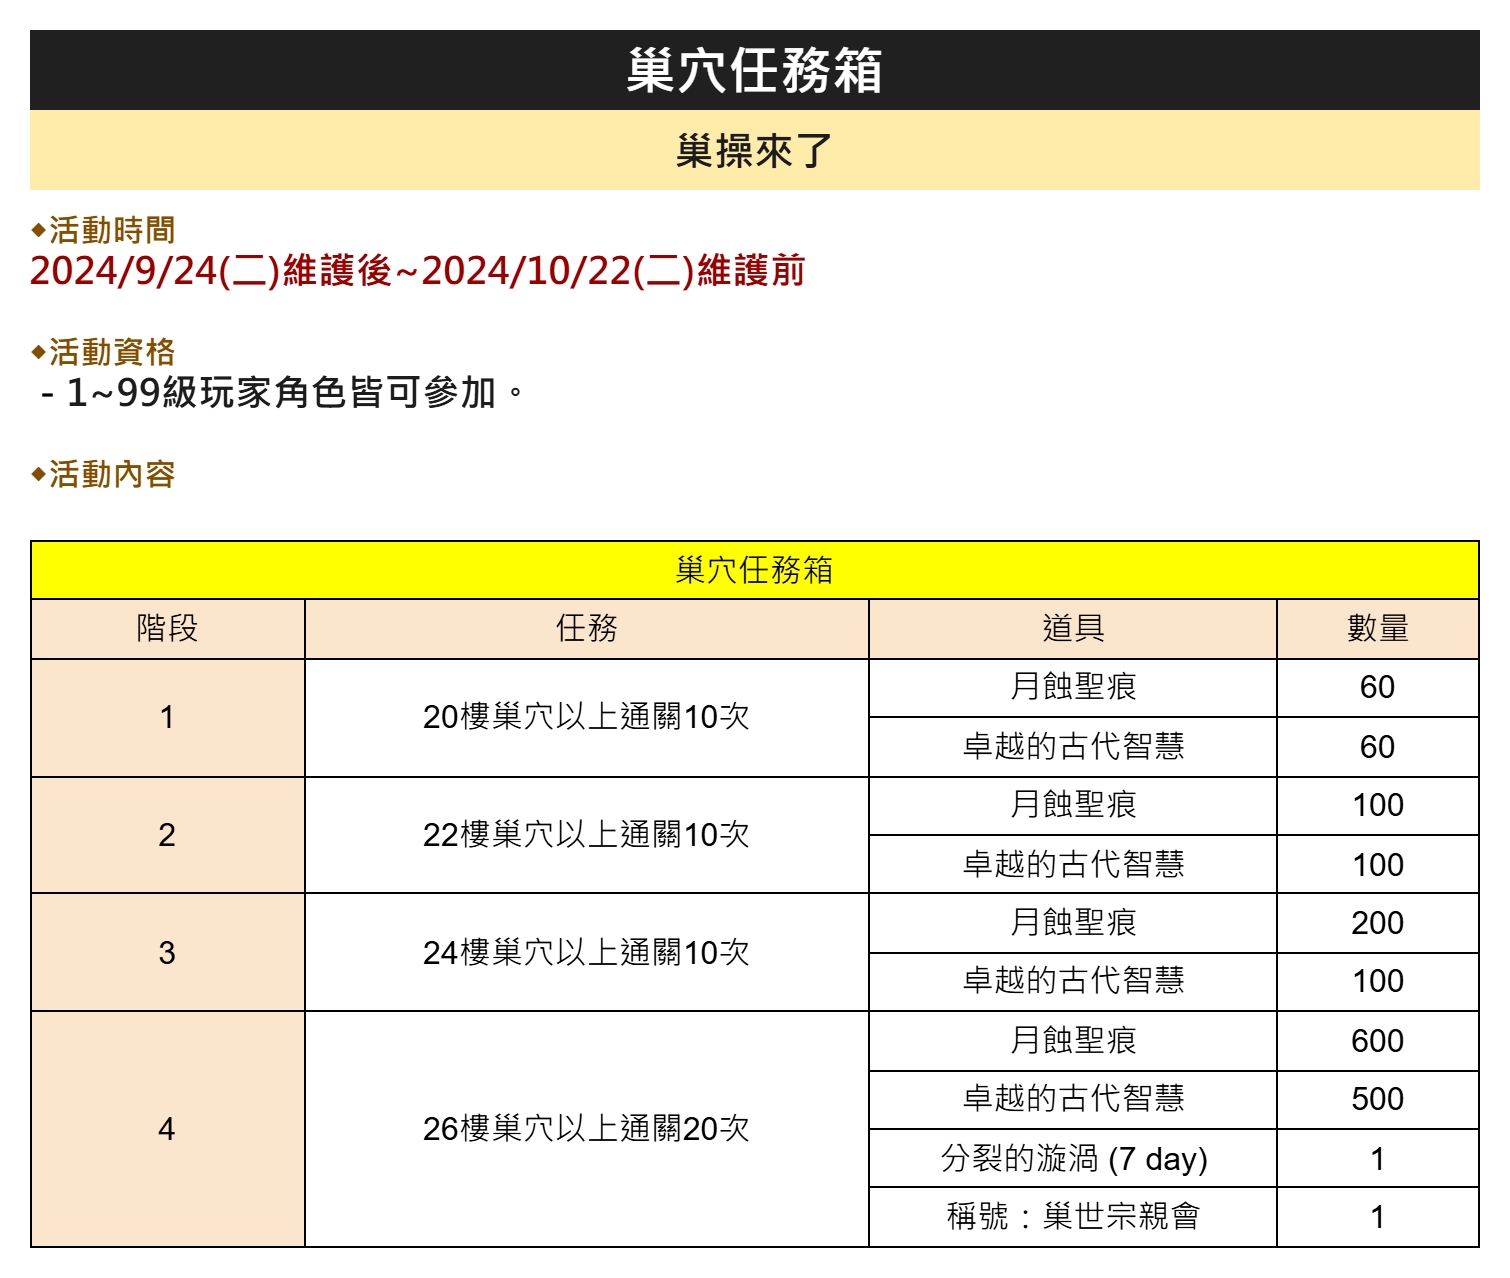 巢穴任務箱
巢操來了
◆活動時間
2024/9/24(二)維護後~2024/10/22(二)維護前
◆活動資格
- 1~99級玩家角色皆可參加。
◆活動內容
巢穴任務箱
階段 任務 道具 數量
1 20樓巢穴以上通關10次 月蝕聖痕 60
卓越的古代智慧 60
2 22樓巢穴以上通關10次 月蝕聖痕 100
卓越的古代智慧 100
3 24樓巢穴以上通關10次 月蝕聖痕 200
卓越的古代智慧 100
4 26樓巢穴以上通關20次 月蝕聖痕 600
卓越的古代智慧 500
分裂的漩渦 (7 day) 1
稱號：巢世宗親會 1